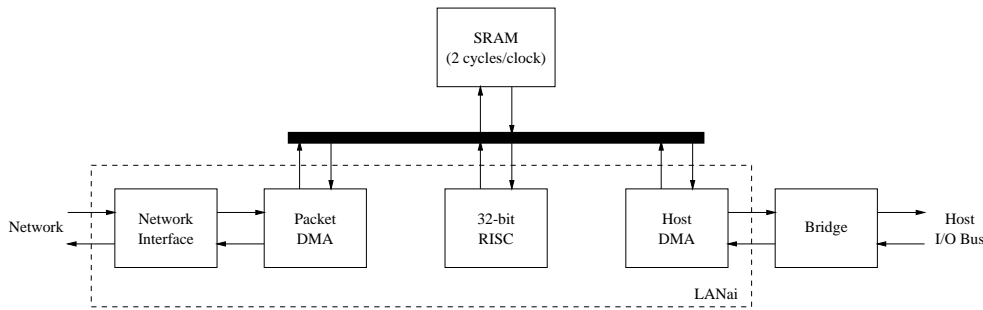 SRAM
(2 cycles/clock)
Network
Network
Interface
Packet
DMA
32-bit
RISC
Host
DMA
Bridge
Host
I/O Bus
LANai